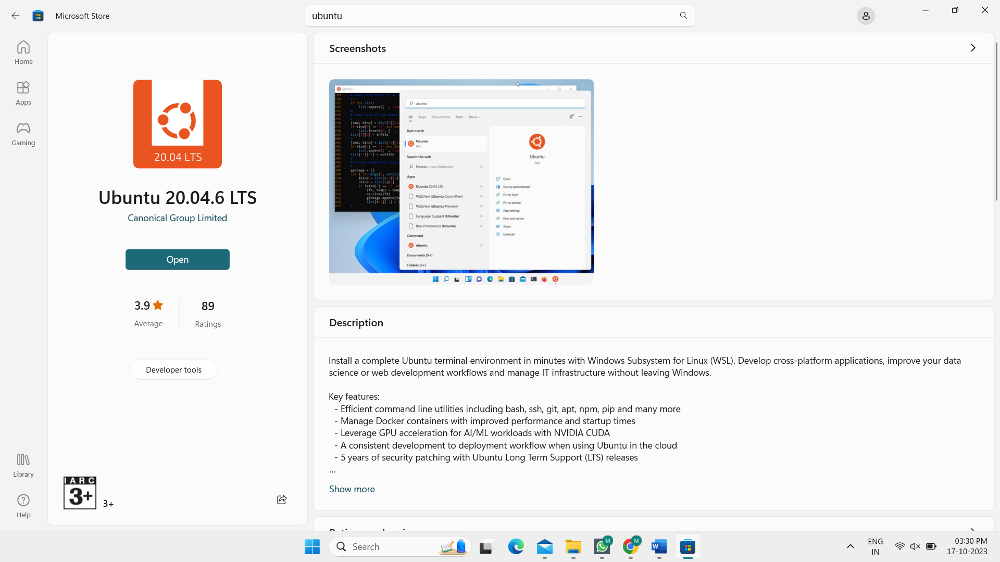 Microsoft Store
ubuntu
Home
Apps
Gaming
Library
Help
20.04 LTS
Ubuntu 20.04.6 LTS
Canonical Group Limited
Open
3.9
Average
89
Ratings
Developer tools
IARC
3+
3+
Screenshots
ubuntu
All Apps Documents Web More
Best match
Ubuntu
App
Search the web
Ubuntu - Linux Distribution
Apps
Ubuntu 20.04 LTS
WSLView (Ubuntu-CommPrev)
WSLView (Ubuntu-Preview)
Language Support (Ubuntu)
IBus Preferences (Ubuntu)
Command
ubuntu
Documents (9+)
Folders (6+)
Ubuntu
App
Open
Run as administrator
Pin to Start
Pin to taskbar
App settings
Rate and review
Share
Uninstall
Description
Install a complete Ubuntu terminal environment in minutes with Windows Subsystem for Linux (WSL). Develop cross-platform applications, improve your data
science or web development workflows and manage IT infrastructure without leaving Windows.
Key features:
- Efficient command line utilities including bash, ssh, git, apt, npm, pip and many more
- Manage Docker containers with improved performance and startup times
- Leverage GPU acceleration for AI/ML workloads with NVIDIA CUDA
- A consistent development to deployment workflow when using Ubuntu in the cloud
- 5 years of security patching with Ubuntu Long Term Support (LTS) releases
...
Show more
Search
M
M
ENG
IN
03:30 PM
17-10-2023